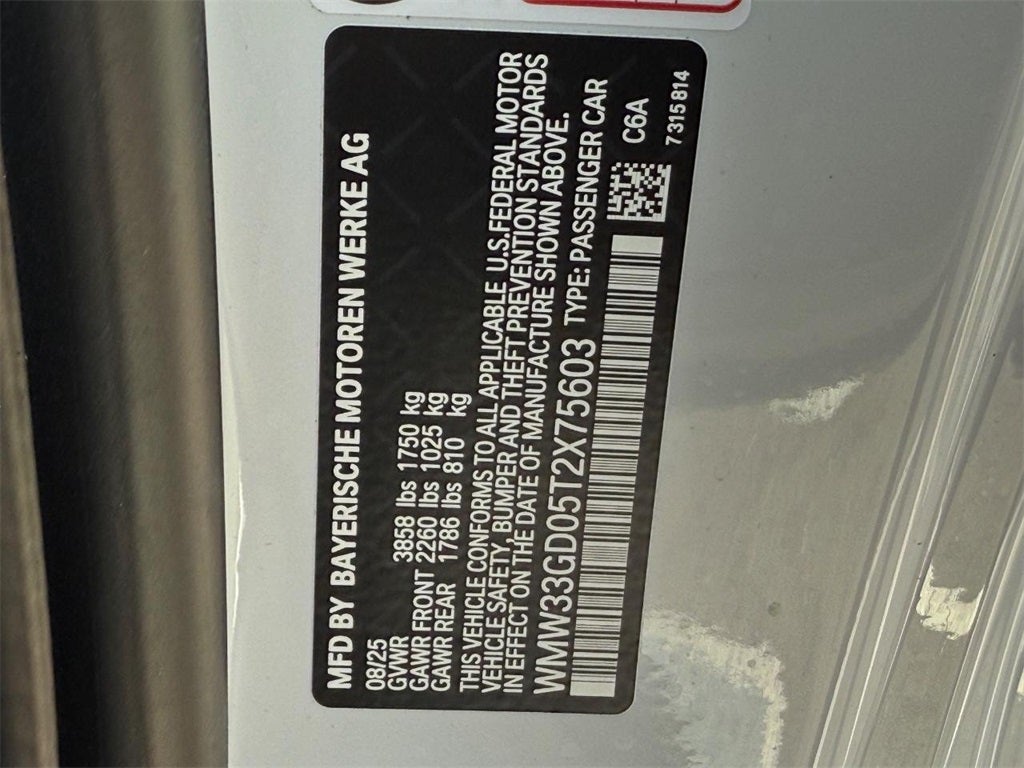 MFD BY BAYERISCHE MOTOREN WERKE AG
08/25
GVWR 3858 lbs 1750 kg
GAWR FRONT 2260 lbs 1025 kg
GAWR REAR 1786 lbs 810 kg
THIS VEHICLE CONFORMS TO ALL APPLICABLE U.S.FEDERAL MOTOR
VEHICLE SAFETY, BUMPER AND THEFT PREVENTION STANDARDS
IN EFFECT ON THE DATE OF MANUFACTURE SHOWN ABOVE.
WMW33GD05T2X75603 TYPE: PASSENGER CAR
C6A
7315814